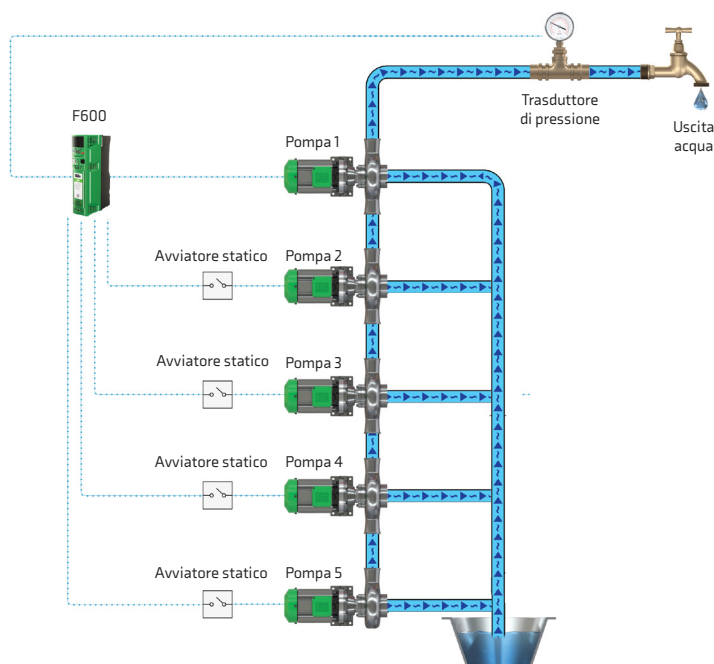 F600
Trasduttore
di pressione
Uscita
acqua
Pompa 1
Avviatore statico
Pompa 2
Avviatore statico
Pompa 3
Avviatore statico
Pompa 4
Avviatore statico
Pompa 5